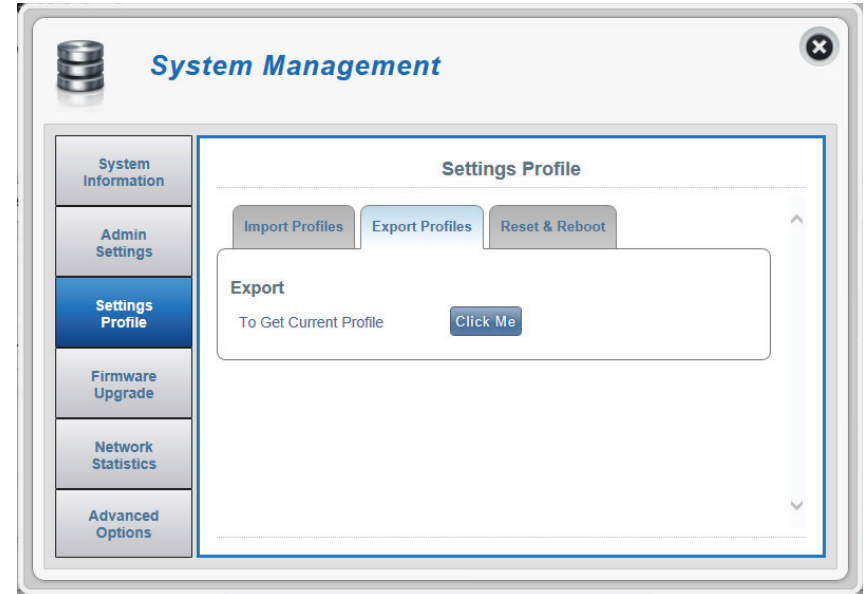 System Management
System
Information
Admin
Settings
Settings
Profile
Firmware
Upgrade
Network
Statistics
Advanced
Options
Settings Profile
Import Profiles
Export Profiles
Reset & Reboot
Export
To Get Current Profile
Click Me